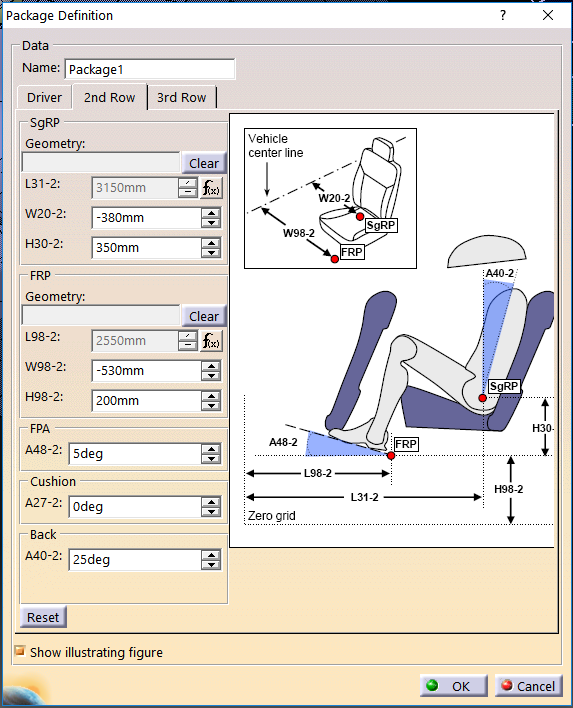 Package Definition
? ×
Data
Name: Package1
Driver 2nd Row 3rd Row
SgRP
Geometry:
Clear
L31-2: 3150mm f(x)
W20-2: -380mm
H30-2: 350mm
FRP
Geometry:
Clear
L98-2: 2550mm f(x)
W98-2: -530mm
H98-2: 200mm
FPA
A48-2: 5deg
Cushion
A27-2: 0deg
Back
A40-2: 25deg
Reset
Vehicle
center line
W20-2
SgRP
W98-2
FRP
A40-2
SgRP
H30-
A48-2
FRP
L98-2
H98-2
L31-2
Zero grid
Show illustrating figure
OK Cancel